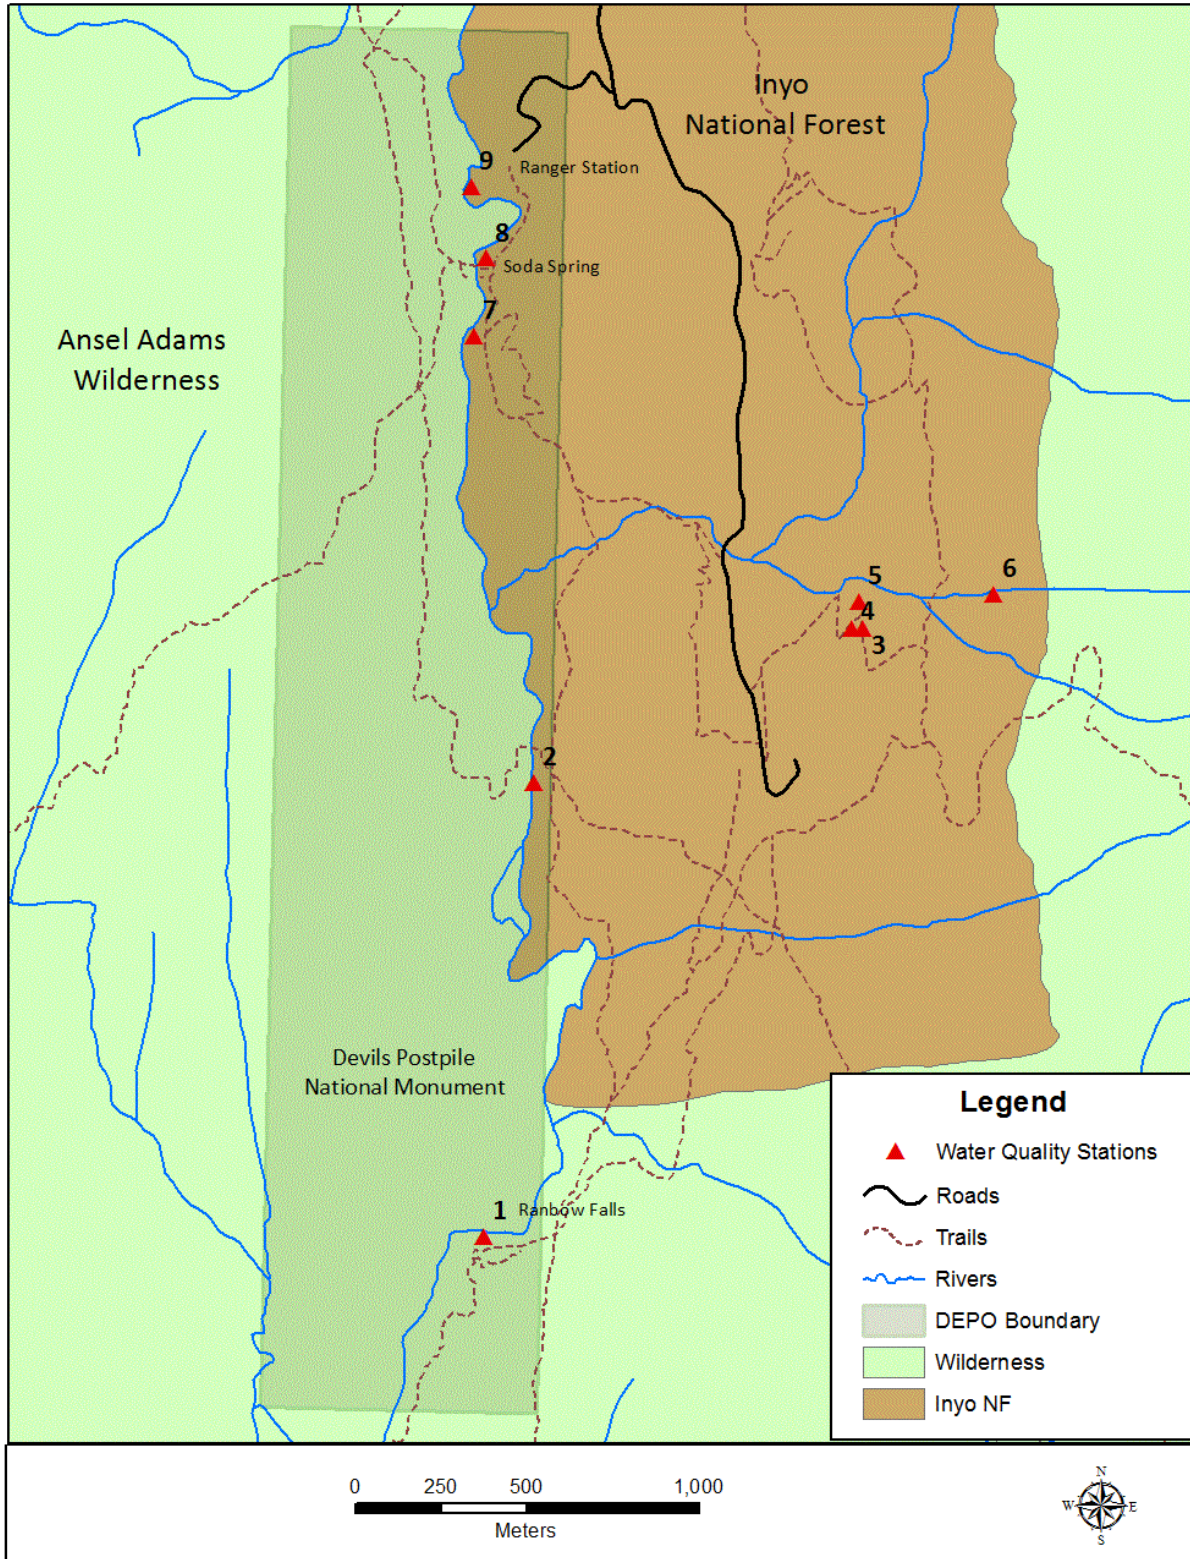 Inyo
National Forest
9
Ranger Station
8
Soda Spring
7
Ansel Adams
Wilderness
5
6
4
3
2
Devils Postpile
National Monument
1
Ranbow Falls
Legend
Water Quality Stations
Roads
Trails
Rivers
DEPO Boundary
Wilderness
Inyo NF
0 250 500 1,000
Meters
N
W E
S